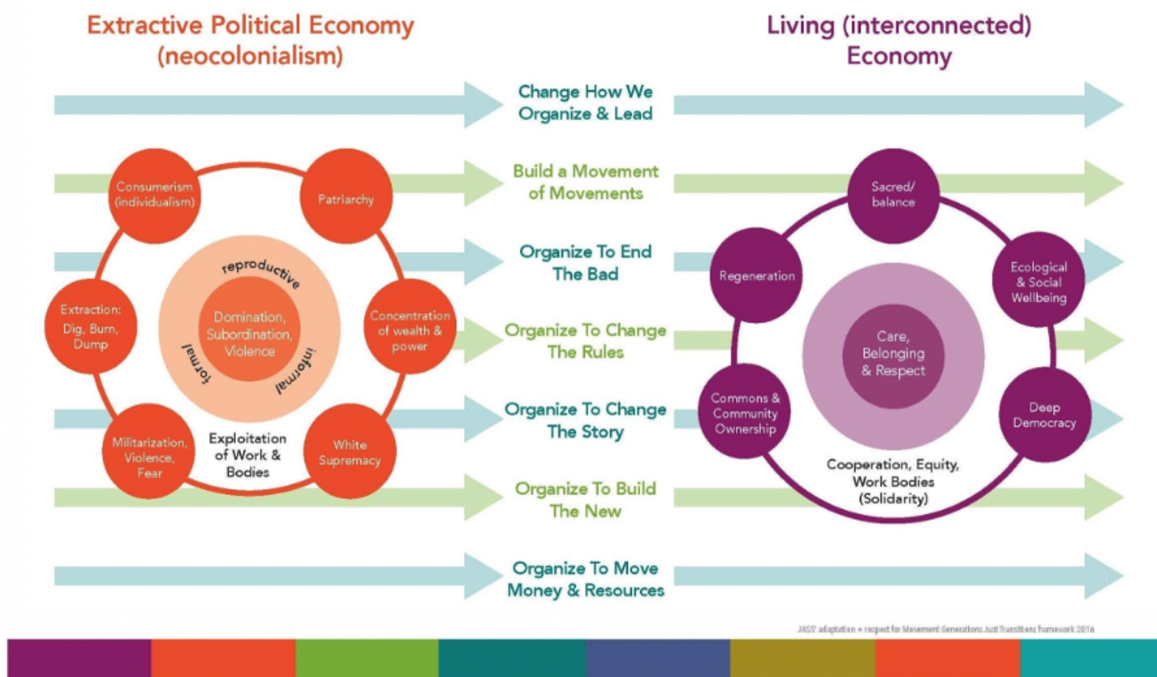 Extractive Political Economy
(neocolonialism)
Living (interconnected)
Economy
Change How We
Organize & Lead
Build a Movement
of Movements
Organize To End
The Bad
Organize To Change
The Rules
Organize To Change
The Story
Organize To Build
The New
Organize To Move
Money & Resources
Consumerism
(individualism)
Patriarchy
Extraction:
Dig, Burn,
Dump
Concentration
of wealth &
power
Militarization,
Violence,
Fear
White
Supremacy
reproductive
formal
informal
Domination,
Subordination,
Violence
Exploitation
of Work &
Bodies
Sacred/
balance
Regeneration
Ecological
& Social
Wellbeing
Commons &
Community
Ownership
Deep
Democracy
Care,
Belonging
& Respect
Cooperation, Equity,
Work Bodies
(Solidarity)
JASS' adaptation + respect for Movement Generations Just Transitions framework 2016